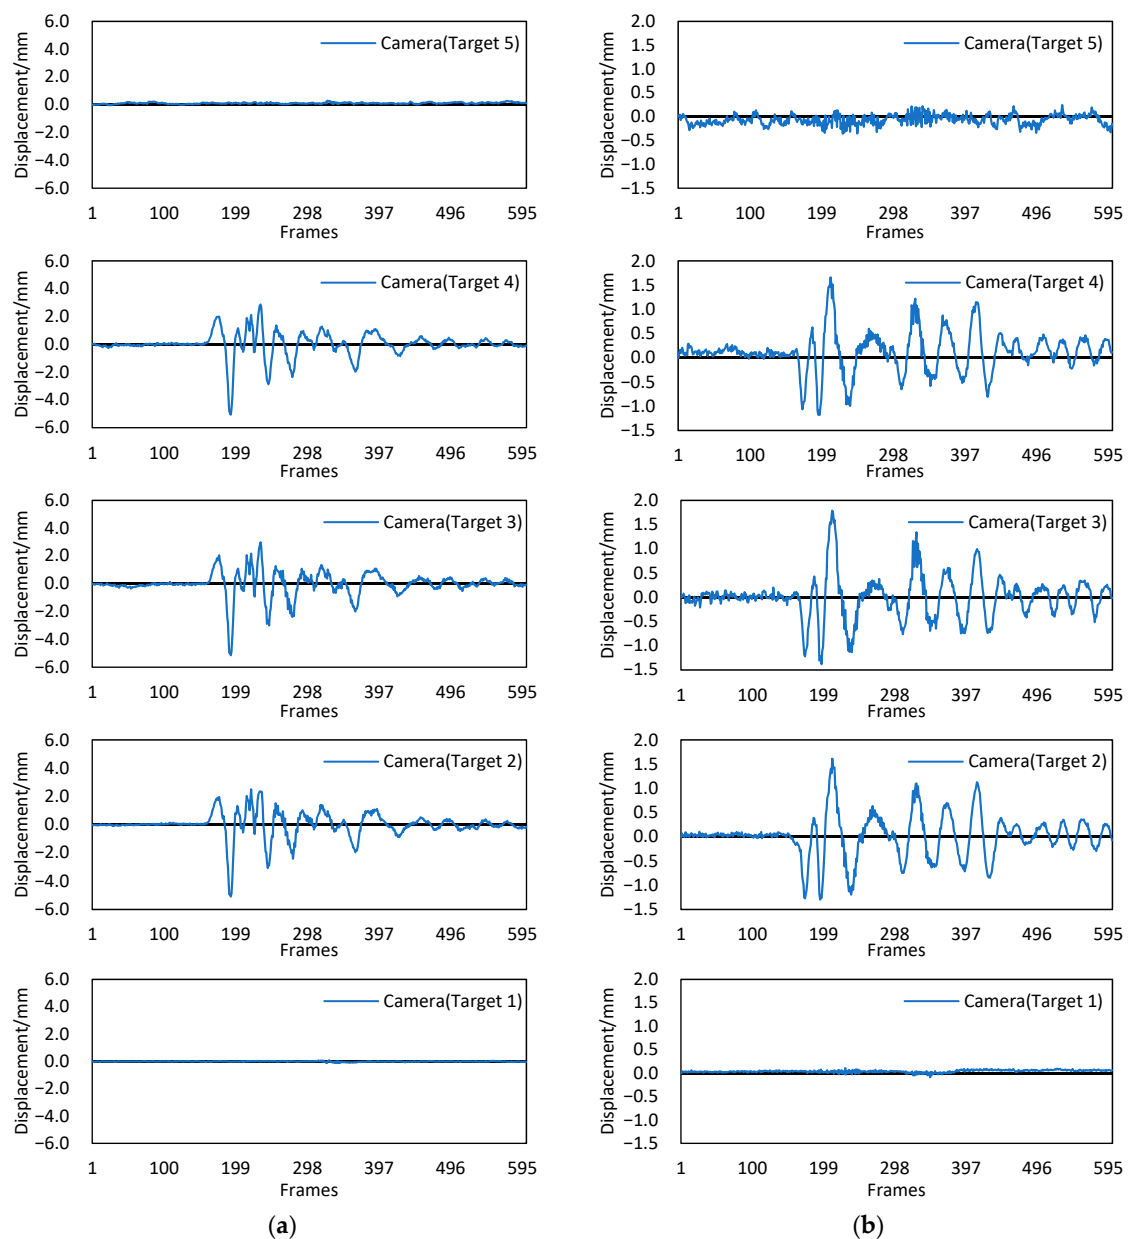 6.0
4.0
2.0
0.0
−2.0
−4.0
−6.0
Displacement/mm
Camera(Target 5)
1 100 199 298 397 496 595
Frames
2.0
1.5
1.0
0.5
0.0
−0.5
−1.0
−1.5
Displacement/mm
Camera(Target 5)
1 100 199 298 397 496 595
Frames
6.0
4.0
2.0
0.0
−2.0
−4.0
−6.0
Displacement/mm
Camera(Target 4)
1 100 199 298 397 496 595
Frames
2.0
1.5
1.0
0.5
0.0
−0.5
−1.0
−1.5
Displacement/mm
Camera(Target 4)
1 100 199 298 397 496 595
Frames
6.0
4.0
2.0
0.0
−2.0
−4.0
−6.0
Displacement/mm
Camera(Target 3)
1 100 199 298 397 496 595
Frames
2.0
1.5
1.0
0.5
0.0
−0.5
−1.0
−1.5
Displacement/mm
Camera(Target 3)
1 100 199 298 397 496 595
Frames
6.0
4.0
2.0
0.0
−2.0
−4.0
−6.0
Displacement/mm
Camera(Target 2)
1 100 199 298 397 496 595
Frames
2.0
1.5
1.0
0.5
0.0
−0.5
−1.0
−1.5
Displacement/mm
Camera(Target 2)
1 100 199 298 397 496 595
Frames
6.0
4.0
2.0
0.0
−2.0
−4.0
−6.0
Displacement/mm
Camera(Target 1)
1 100 199 298 397 496 595
Frames
2.0
1.5
1.0
0.5
0.0
−0.5
−1.0
−1.5
Displacement/mm
Camera(Target 1)
1 100 199 298 397 496 595
Frames
(a)
(b)